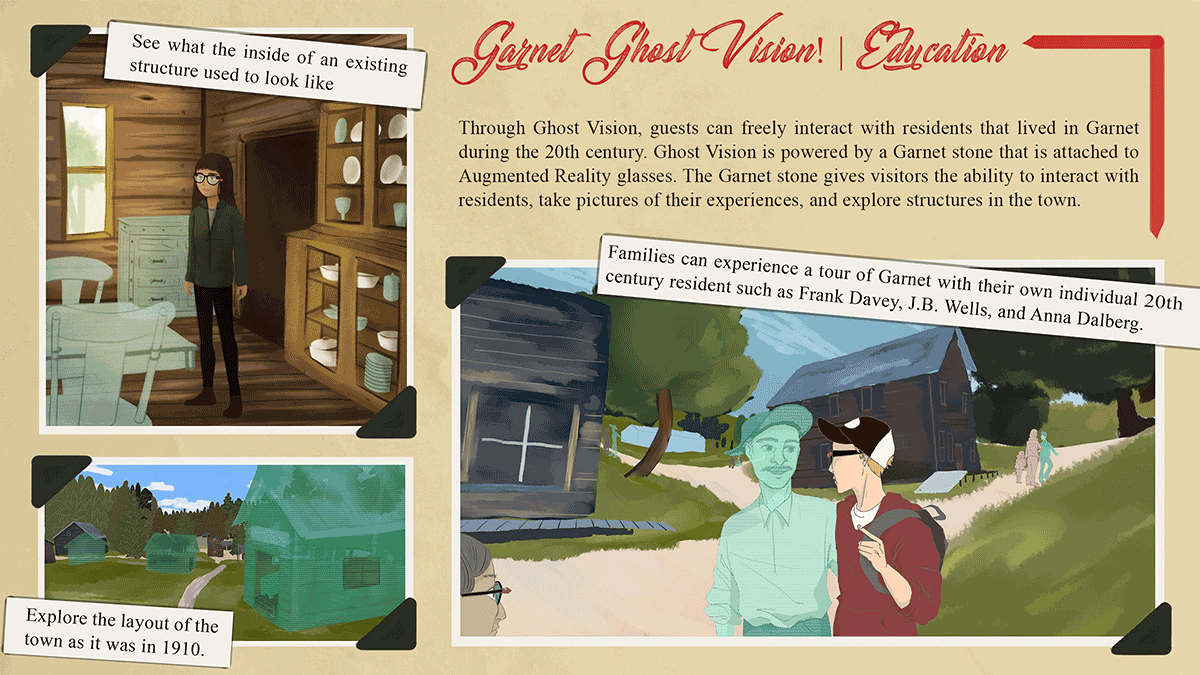 See what the inside of an existing
structure used to look like
Garnet Ghost Vision! | Education
Through Ghost Vision, guests can freely interact with residents that lived in Garnet
during the 20th century. Ghost Vision is powered by a Garnet stone that is attached to
Augmented Reality glasses. The Garnet stone gives visitors the ability to interact with
residents, take pictures of their experiences, and explore structures in the town.
Families can experience a tour of Garnet with their own individual 20th
century resident such as Frank Davey, J.B. Wells, and Anna Dalberg.
Explore the layout of the
town as it was in 1910.